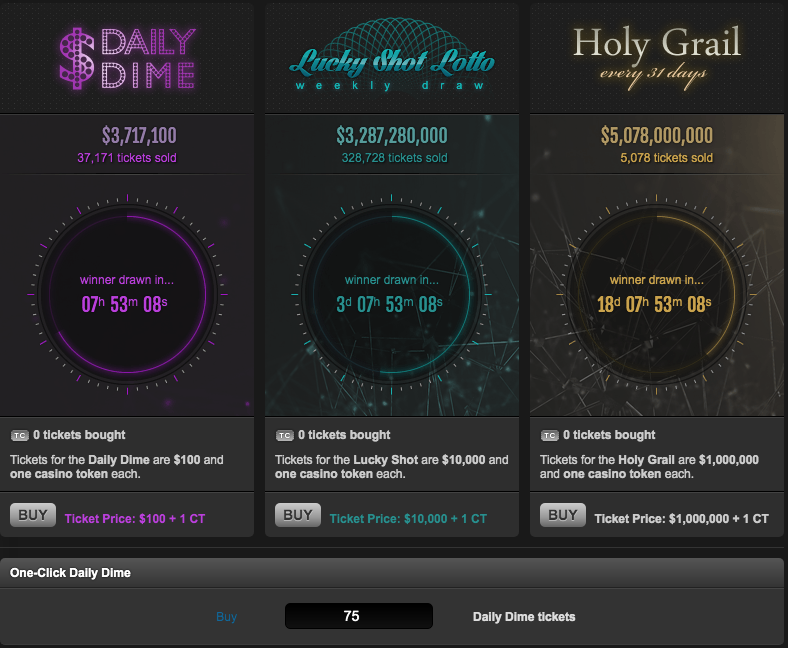 $ DAILY
DIME
$3,717,100
37,171 tickets sold
winner drawn in...
07h 53m 08s
TC 0 tickets bought
Tickets for the Daily Dime are $100 and
one casino token each.
BUY Ticket Price: $100 + 1 CT
Lucky Shot Lotto
weekly draw
$3,287,280,000
328,728 tickets sold
winner drawn in...
3d 07h 53m 08s
TC 0 tickets bought
Tickets for the Lucky Shot are $10,000 and
one casino token each.
BUY Ticket Price: $10,000 + 1 CT
Holy Grail
every 31 days
$5,078,000,000
5,078 tickets sold
winner drawn in...
18d 07h 53m 08s
TC 0 tickets bought
Tickets for the Holy Grail are $1,000,000
and one casino token each.
BUY Ticket Price: $1,000,000 + 1 CT
One-Click Daily Dime
Buy 75 Daily Dime tickets